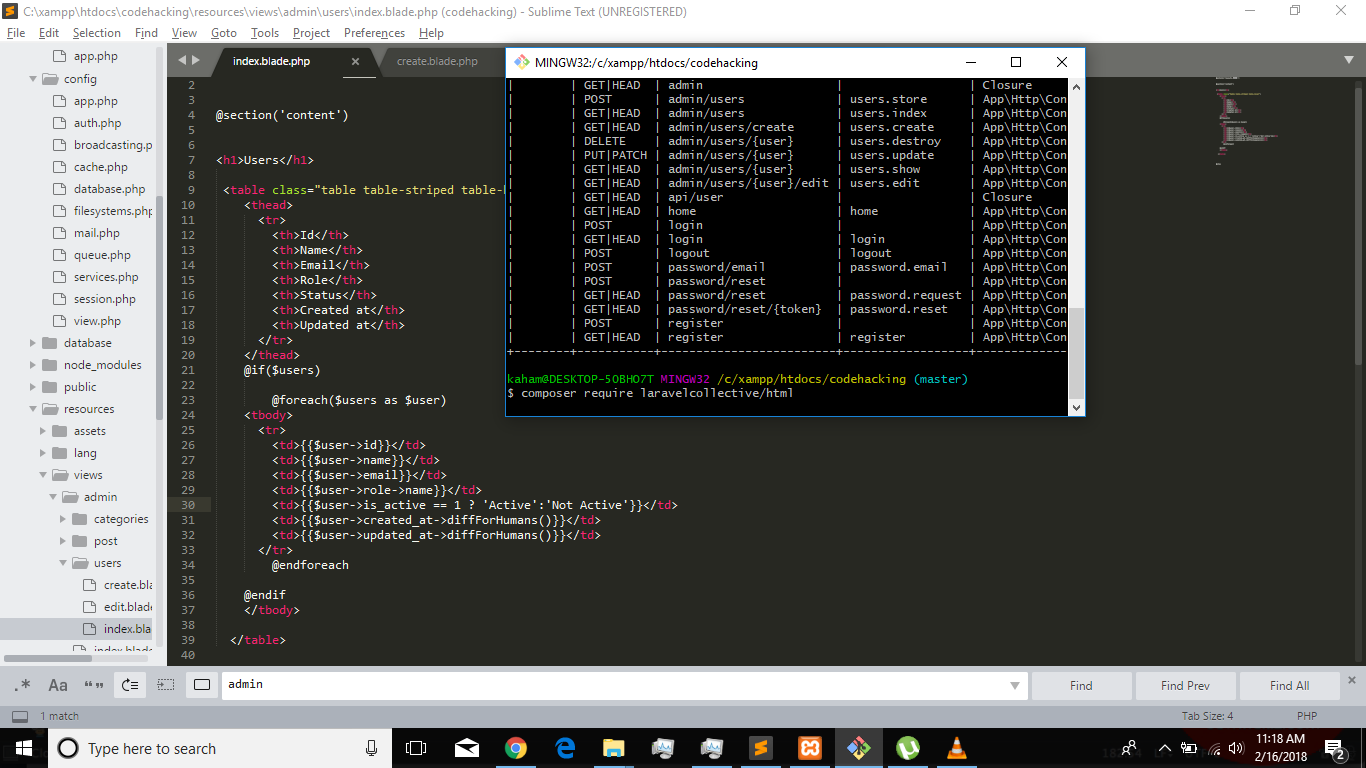 C:\xampp\htdocs\codehacking\resources\views\admin\users\index.blade.php (codehacking) - Sublime Text (UNREGISTERED)
File Edit Selection Find View Goto Tools Project Preferences Help
app.php
config
app.php
auth.php
broadcasting.p
cache.php
database.php
filesystems.php
mail.php
queue.php
services.php
session.php
view.php
database
node_modules
public
resources
assets
lang
views
admin
categories
post
users
create.bla
edit.blade
index.bla
index.blade
index.blade.php × create.blade.php
2
3
4 @section('content')
5
6
7 <h1>Users</h1>
8
9 <table class="table table-striped table-h
10 <thead>
11 <tr>
12 <th>Id</th>
13 <th>Name</th>
14 <th>Email</th>
15 <th>Role</th>
16 <th>Status</th>
17 <th>Created at</th>
18 <th>Updated at</th>
19 </tr>
20 </thead>
21 @if($users)
22
23 @foreach($users as $user)
24 <tbody>
25 <tr>
26 <td>{{$user->id}}</td>
27 <td>{{$user->name}}</td>
28 <td>{{$user->email}}</td>
29 <td>{{$user->role->name}}</td>
30 <td>{{$user->is_active == 1 ? 'Active':'Not Active'}}</td>
31 <td>{{$user->created_at->diffForHumans()}}</td>
32 <td>{{$user->updated_at->diffForHumans()}}</td>
33 </tr>
34 @endforeach
35
36 @endif
37 </tbody>
38
39 </table>
40
MINGW32:/c/xampp/htdocs/codehacking
| | GET|HEAD | admin | | Closure
| | POST | admin/users | users.store | App\Http\Con
| | GET|HEAD | admin/users | users.index | App\Http\Con
| | GET|HEAD | admin/users/create | users.create | App\Http\Con
| | DELETE | admin/users/{user} | users.destroy | App\Http\Con
| | PUT|PATCH | admin/users/{user} | users.update | App\Http\Con
| | GET|HEAD | admin/users/{user} | users.show | App\Http\Con
| | GET|HEAD | admin/users/{user}/edit | users.edit | App\Http\Con
| | GET|HEAD | api/user | | Closure
| | GET|HEAD | home | home | App\Http\Con
| | POST | login | | App\Http\Con
| | GET|HEAD | login | login | App\Http\Con
| | POST | logout | logout | App\Http\Con
| | POST | password/email | password.email | App\Http\Con
| | POST | password/reset | | App\Http\Con
| | GET|HEAD | password/reset | password.request | App\Http\Con
| | GET|HEAD | password/reset/{token} | password.reset | App\Http\Con
| | POST | register | | App\Http\Con
| | GET|HEAD | register | register | App\Http\Con
+--------+-----------+-------------------------+------------------+-------------
kaham@DESKTOP-5OBHO7T MINGW32 /c/xampp/htdocs/codehacking (master)
$ composer require laravelcollective/html
.* Aa “” admin Find Find Prev Find All ×
1 match Tab Size: 4 PHP
Type here to search
11:18 AM
2/16/2018
2